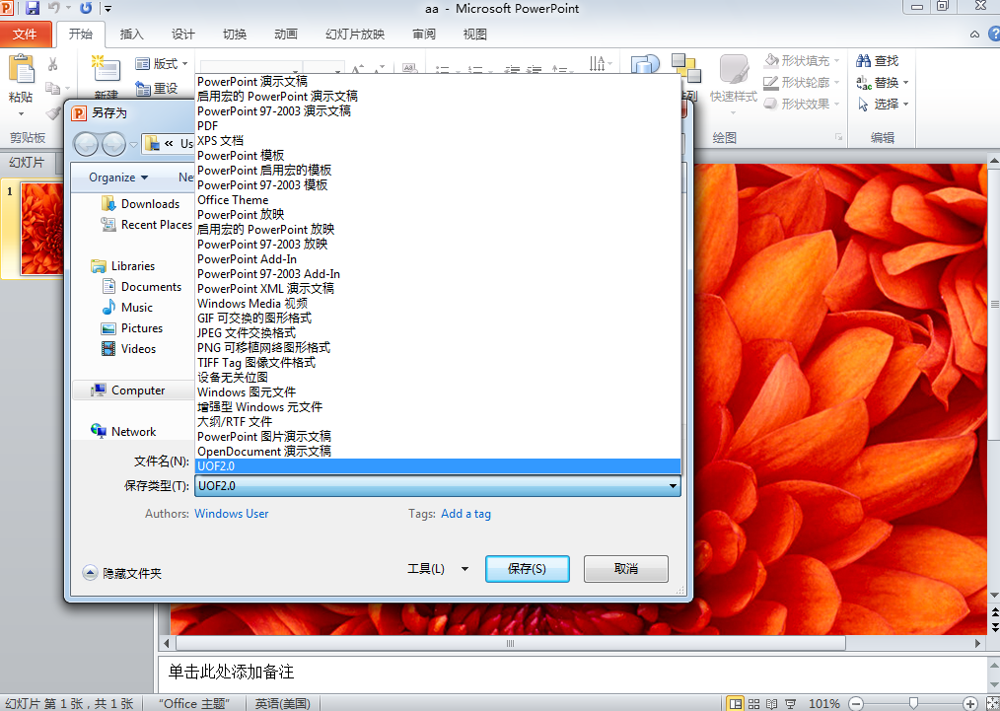 aa - Microsoft PowerPoint
文件 开始 插入 设计 切换 动画 幻灯片放映 审阅 视图
粘贴
剪贴板
新建
版式
重设
形状填充
形状轮廓
形状效果
快速样式
绘图
查找
替换
选择
编辑
幻灯片
1
另存为
« Us
Organize
Ne
Downloads
Recent Places
Libraries
Documents
Music
Pictures
Videos
Computer
Network
PowerPoint 演示文稿
启用宏的 PowerPoint 演示文稿
PowerPoint 97-2003 演示文稿
PDF
XPS 文档
PowerPoint 模板
PowerPoint 启用宏的模板
PowerPoint 97-2003 模板
Office Theme
PowerPoint 放映
启用宏的 PowerPoint 放映
PowerPoint 97-2003 放映
PowerPoint Add-In
PowerPoint 97-2003 Add-In
PowerPoint XML 演示文稿
Windows Media 视频
GIF 可交换的图形格式
JPEG 文件交换格式
PNG 可移植网络图形格式
TIFF Tag 图像文件格式
设备无关位图
Windows 图元文件
增强型 Windows 元文件
大纲/RTF 文件
PowerPoint 图片演示文稿
OpenDocument 演示文稿
UOF2.0
文件名(N):
保存类型(T): UOF2.0
Authors: Windows User Tags: Add a tag
隐藏文件夹 工具(L) 保存(S) 取消
单击此处添加备注
幻灯片 第 1 张，共 1 张 "Office 主题" 英语(美国) 101%